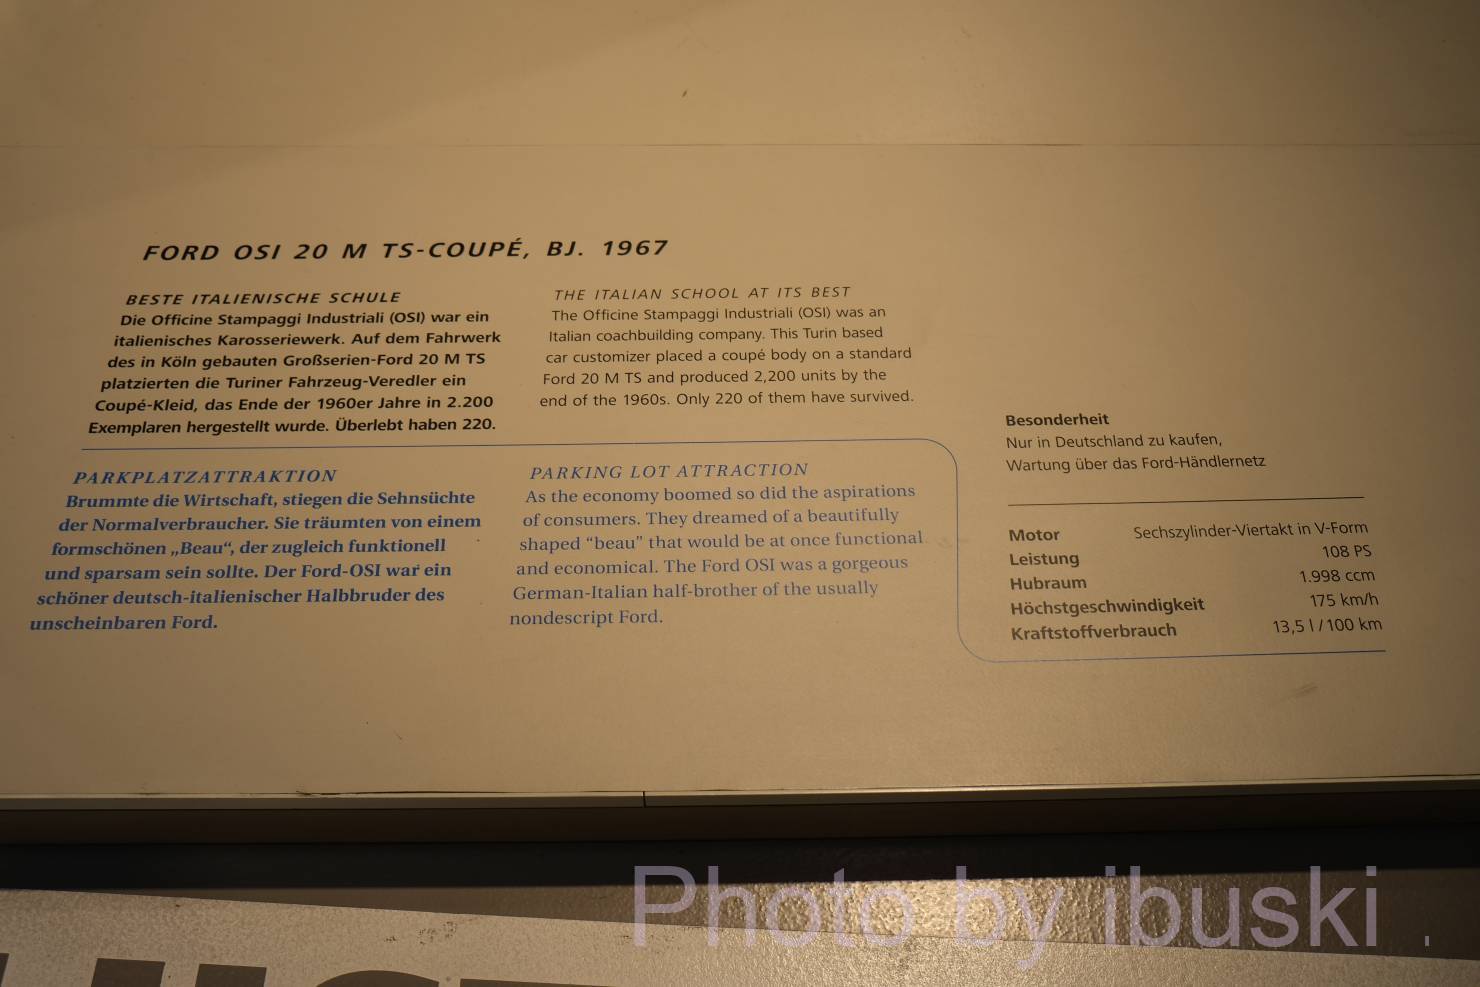 FORD OSI 20 M TS-COUPÉ, BJ. 1967
BESTE ITALIENISCHE SCHULE
Die Officine Stampaggi Industriali (OSI) war ein
italienisches Karosseriewerk. Auf dem Fahrwerk
des in Köln gebauten Großserien-Ford 20 M TS
platzierten die Turiner Fahrzeug-Veredler ein
Coupé-Kleid, das Ende der 1960er Jahre in 2.200
Exemplaren hergestellt wurde. Überlebt haben 220.
THE ITALIAN SCHOOL AT ITS BEST
The Officine Stampaggi Industriali (OSI) was an
Italian coachbuilding company. This Turin based
car customizer placed a coupé body on a standard
Ford 20 M TS and produced 2,200 units by the
end of the 1960s. Only 220 of them have survived.
PARKPLATZATTRAKTION
Brummte die Wirtschaft, stiegen die Sehnsüchte
der Normalverbraucher. Sie träumten von einem
formschönen „Beau“, der zugleich funktionell
und sparsam sein sollte. Der Ford-OSI war ein
schöner deutsch-italienischer Halbbruder des
unscheinbaren Ford.
PARKING LOT ATTRACTION
As the economy boomed so did the aspirations
of consumers. They dreamed of a beautifully
shaped “beau” that would be at once functional
and economical. The Ford OSI was a gorgeous
German-Italian half-brother of the usually
nondescript Ford.
Besonderheit
Nur in Deutschland zu kaufen,
Wartung über das Ford-Händlernetz
Motor Sechszylinder-Viertakt in V-Form
Leistung 108 PS
Hubraum 1.998 ccm
Höchstgeschwindigkeit 175 km/h
Kraftstoffverbrauch 13,5 l / 100 km
Photo by ibuski .